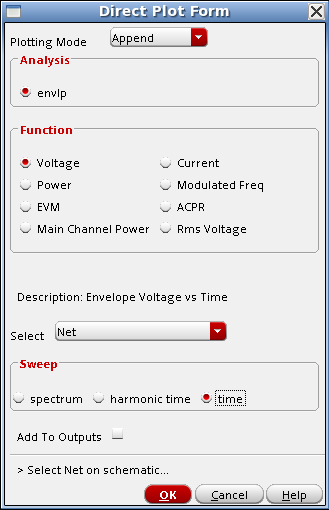 Direct Plot Form
Plotting Mode Append
Analysis
envlp
Function
Voltage Current
Power Modulated Freq
EVM ACPR
Main Channel Power Rms Voltage
Description: Envelope Voltage vs Time
Select Net
Sweep
spectrum harmonic time time
Add To Outputs
> Select Net on schematic...
OK Cancel Help